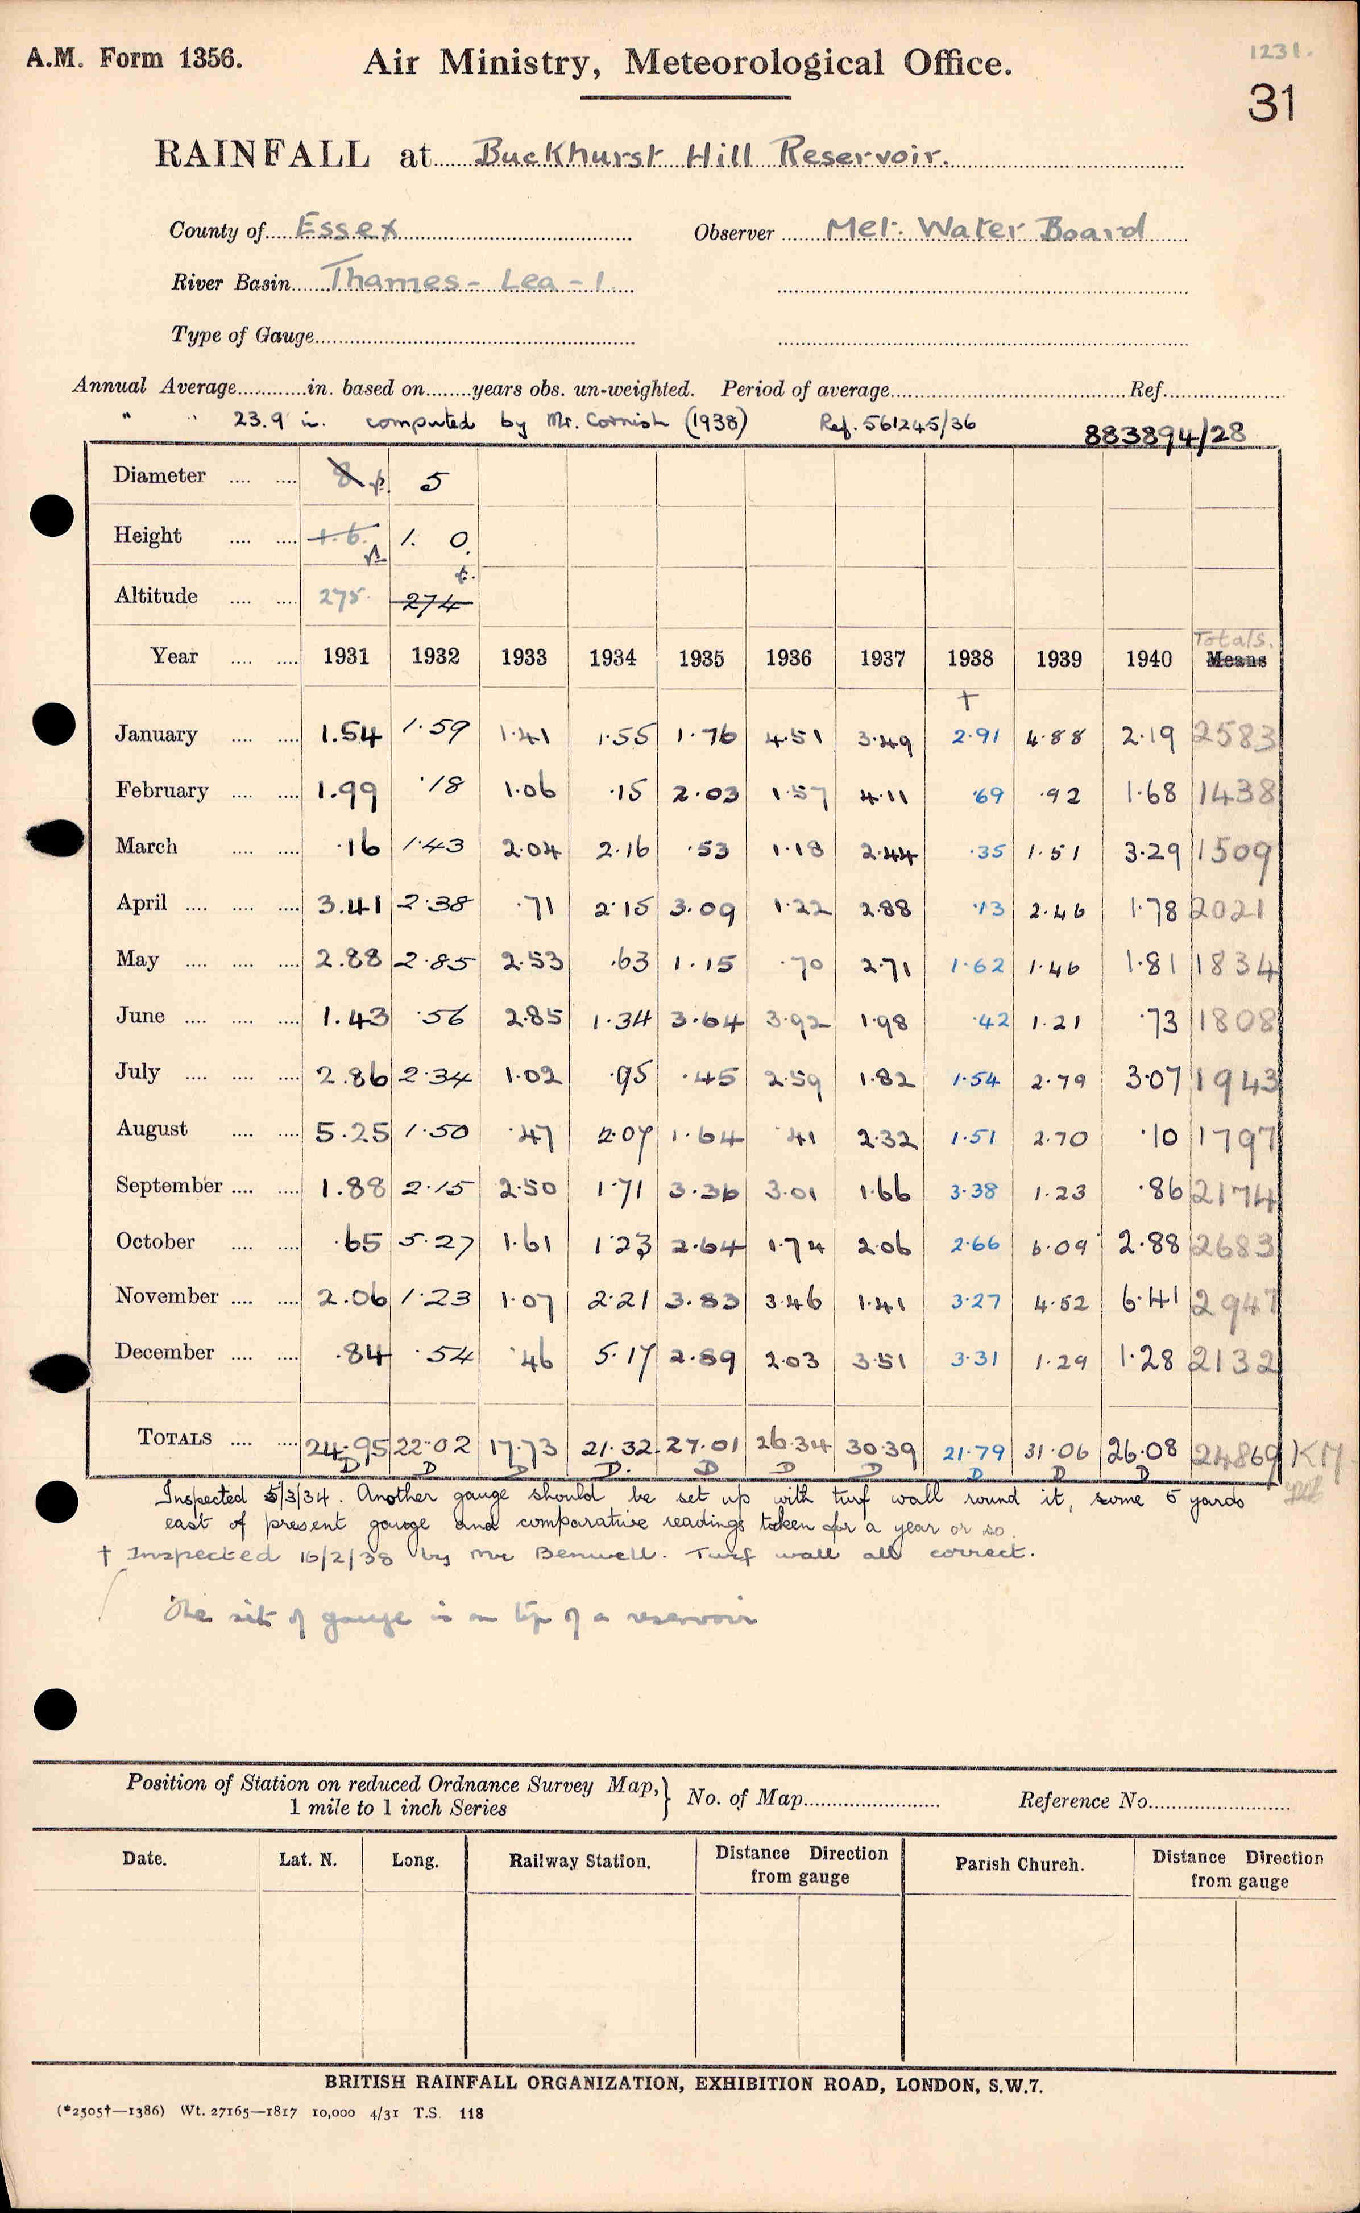 1231.
A.M. Form 1356. Air Ministry, Meteorological Office.
31
RAINFALL at Buckhurst Hill Reservoir.
County of Essex Observer Met. Water Board
River Basin Thames - Lea - 1
Type of Gauge
Annual Average in. based on years obs. un-weighted. Period of average Ref.
" " 23.9 in. computed by Mr. Cornish (1938) Ref. 561245/36 883894/28
Diameter 8 5
Height 1.6 1. 0
Altitude 275 274
Totals.
Year 1931 1932 1933 1934 1935 1936 1937 1938 1939 1940 Means
†
January 1.54 1.59 1.41 1.55 1.76 4.51 3.49 2.91 4.88 2.19 2583
February 1.99 .18 1.06 .15 2.03 1.57 4.11 .69 .92 1.68 1438
March .16 1.43 2.04 2.16 .53 1.18 2.44 .35 1.51 3.29 1509
April 3.41 2.38 .71 2.15 3.09 1.22 2.88 .13 2.46 1.78 2021
May 2.88 2.85 2.53 .63 1.15 .70 2.71 1.62 1.46 1.81 1834
June 1.43 .56 2.85 1.34 3.64 3.92 1.98 .42 1.21 .73 1808
July 2.86 2.34 1.02 .95 .45 2.59 1.82 1.54 2.79 3.07 1943
August 5.25 1.50 .47 2.07 1.64 .41 2.32 1.51 2.70 .10 1797
September 1.88 2.15 2.50 1.71 3.36 3.01 1.66 3.38 1.23 .86 2174
October .65 5.27 1.61 1.23 2.64 1.74 2.06 2.66 6.09 2.88 2683
November 2.06 1.23 1.07 2.21 3.83 3.46 1.41 3.27 4.52 6.41 2947
December .84 .54 .46 5.17 2.89 2.03 3.51 3.31 1.29 1.28 2132
TOTALS 24.95 22.02 17.73 21.32 27.01 26.34 30.39 21.79 31.06 26.08 24869 KM
D D D D. D D D D D D
Inspected 5/3/34. Another gauge should be set up with turf wall round it, some 5 yards
east of present gauge and comparative readings taken for a year or so.
† Inspected 16/2/38 by Mr Benwell. Turf wall all correct.
The site of gauge is on top of a reservoir
Position of Station on reduced Ordnance Survey Map, 1 mile to 1 inch Series } No. of Map Reference No.
Date. Lat. N. Long. Railway Station. Distance Direction from gauge Parish Church. Distance Direction from gauge
BRITISH RAINFALL ORGANIZATION, EXHIBITION ROAD, LONDON, S.W.7.
(*2505†—1386) Wt. 27165—1817 10,000 4/31 T.S. 118